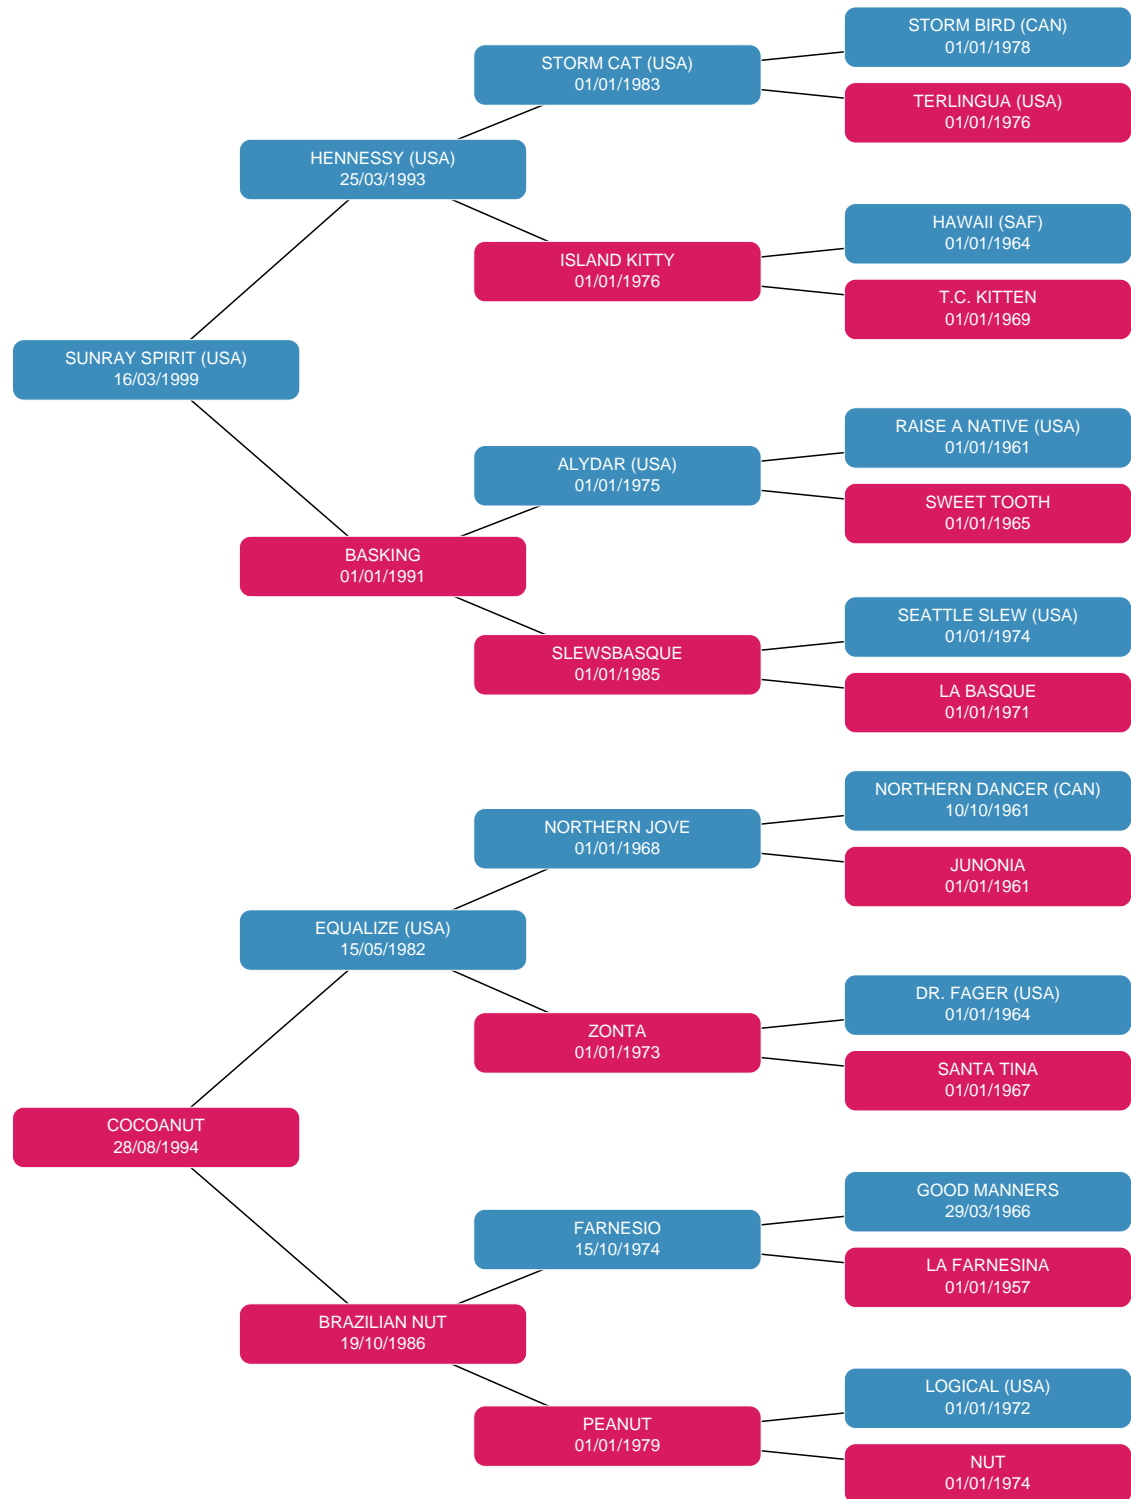 STORM BIRD (CAN)
01/01/1978
STORM CAT (USA)
01/01/1983
TERLINGUA (USA)
01/01/1976
HENNESSY (USA)
25/03/1993
HAWAII (SAF)
01/01/1964
ISLAND KITTY
01/01/1976
T.C. KITTEN
01/01/1969
SUNRAY SPIRIT (USA)
16/03/1999
RAISE A NATIVE (USA)
01/01/1961
ALYDAR (USA)
01/01/1975
SWEET TOOTH
01/01/1965
BASKING
01/01/1991
SEATTLE SLEW (USA)
01/01/1974
SLEWSBASQUE
01/01/1985
LA BASQUE
01/01/1971
NORTHERN DANCER (CAN)
10/10/1961
NORTHERN JOVE
01/01/1968
JUNONIA
01/01/1961
EQUALIZE (USA)
15/05/1982
DR. FAGER (USA)
01/01/1964
ZONTA
01/01/1973
SANTA TINA
01/01/1967
COCOANUT
28/08/1994
GOOD MANNERS
29/03/1966
FARNESIO
15/10/1974
LA FARNESINA
01/01/1957
BRAZILIAN NUT
19/10/1986
LOGICAL (USA)
01/01/1972
PEANUT
01/01/1979
NUT
01/01/1974